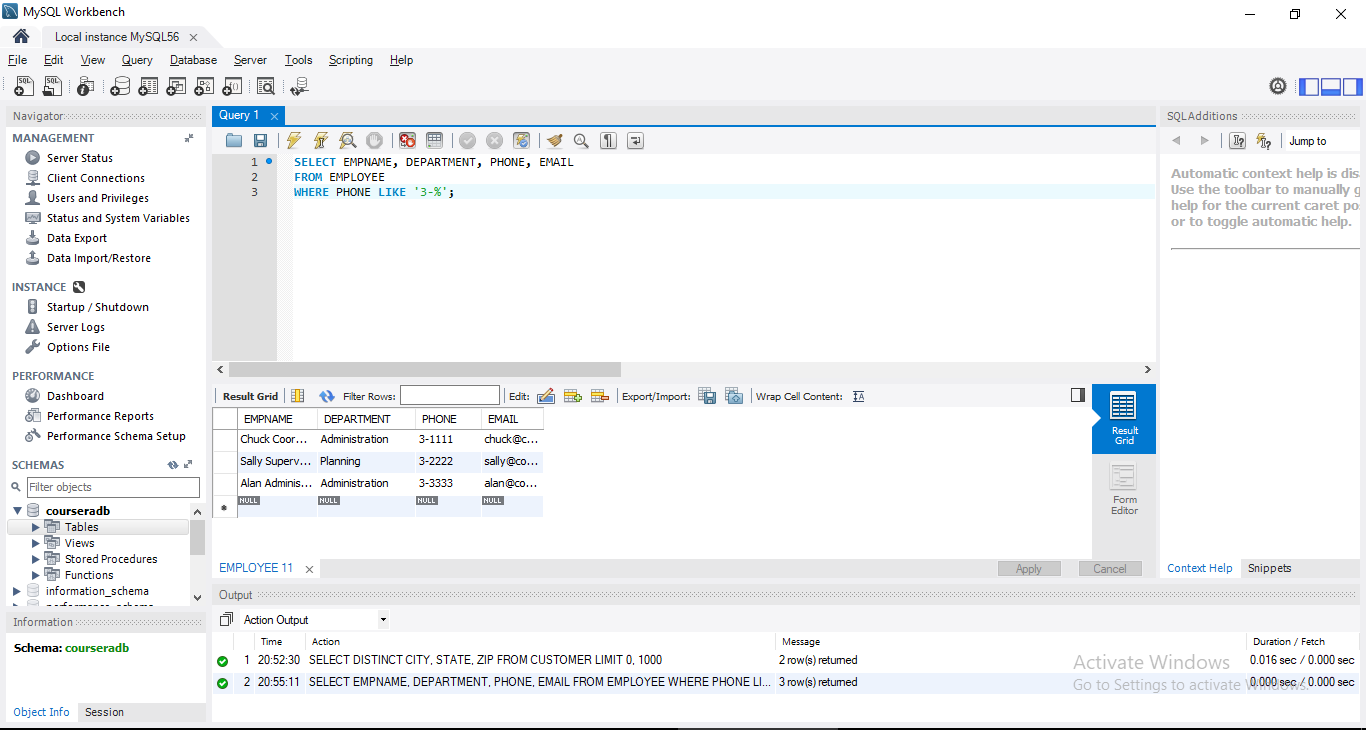 MySQL Workbench
Local instance MySQL56
File Edit View Query Database Server Tools Scripting Help
Navigator
MANAGEMENT
Server Status
Client Connections
Users and Privileges
Status and System Variables
Data Export
Data Import/Restore
INSTANCE
Startup / Shutdown
Server Logs
Options File
PERFORMANCE
Dashboard
Performance Reports
Performance Schema Setup
SCHEMAS
Filter objects
courseradb
Tables
Views
Stored Procedures
Functions
information_schema
performance_schema
Information
Schema: courseradb
Object Info Session
Query 1
1 SELECT EMPNAME, DEPARTMENT, PHONE, EMAIL
2 FROM EMPLOYEE
3 WHERE PHONE LIKE '3-%';
Result Grid Filter Rows: Edit: Export/Import: Wrap Cell Content:
EMPNAME DEPARTMENT PHONE EMAIL
Chuck Coor... Administration 3-1111 chuck@c...
Sally Superv... Planning 3-2222 sally@co...
Alan Adminis... Administration 3-3333 alan@co...
NULL NULL NULL NULL
Result
Grid
Form
Editor
EMPLOYEE 11 Apply Cancel
SQLAdditions
Jump to
Automatic context help is dis
Use the toolbar to manually g
help for the current caret po
or to toggle automatic help.
Context Help Snippets
Output
Action Output
Time Action Message Duration / Fetch
1 20:52:30 SELECT DISTINCT CITY, STATE, ZIP FROM CUSTOMER LIMIT 0, 1000 2 row(s) returned 0.016 sec / 0.000 sec
2 20:55:11 SELECT EMPNAME, DEPARTMENT, PHONE, EMAIL FROM EMPLOYEE WHERE PHONE LI... 3 row(s) returned 0.000 sec / 0.000 sec
Activate Windows
Go to Settings to activate Windows.